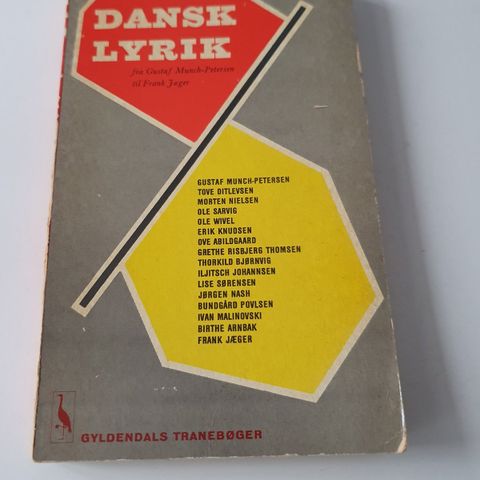 DANSK
LYRIK
fra Gustaf Munch-Petersen
til Frank Jæger
GUSTAF MUNCH-PETERSEN
TOVE DITLEVSEN
MORTEN NIELSEN
OLE SARVIG
OLE WIVEL
ERIK KNUDSEN
OVE ABILDGAARD
GRETHE RISBJERG THOMSEN
THORKILD BJØRNVIG
ILJITSCH JOHANNSEN
LISE SØRENSEN
JØRGEN NASH
BUNDGÅRD POVLSEN
IVAN MALINOVSKI
BIRTHE ARNBAK
FRANK JÆGER
GYLDENDALS TRANEBØGER